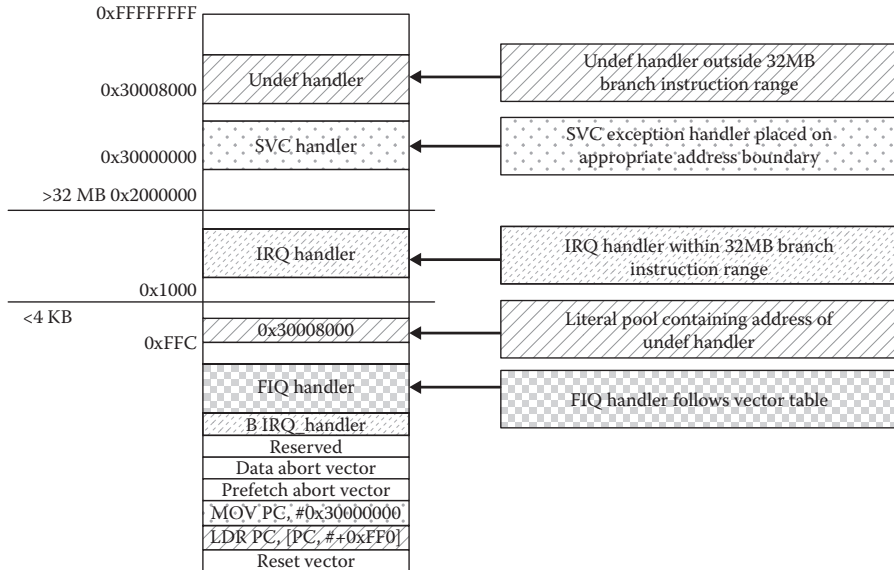 0xFFFFFFFF
Undef handler
Undef handler outside 32MB
branch instruction range
0x30008000
SVC handler
SVC exception handler placed on
appropriate address boundary
0x30000000
>32 MB 0x2000000
IRQ handler
IRQ handler within 32MB branch
instruction range
0x1000
<4 KB
0x30008000
Literal pool containing address of
undef handler
0xFFC
FIQ handler
FIQ handler follows vector table
B IRQ_handler
Reserved
Data abort vector
Prefetch abort vector
MOV PC, #0x30000000
LDR PC, [PC, #+0xFF0]
Reset vector